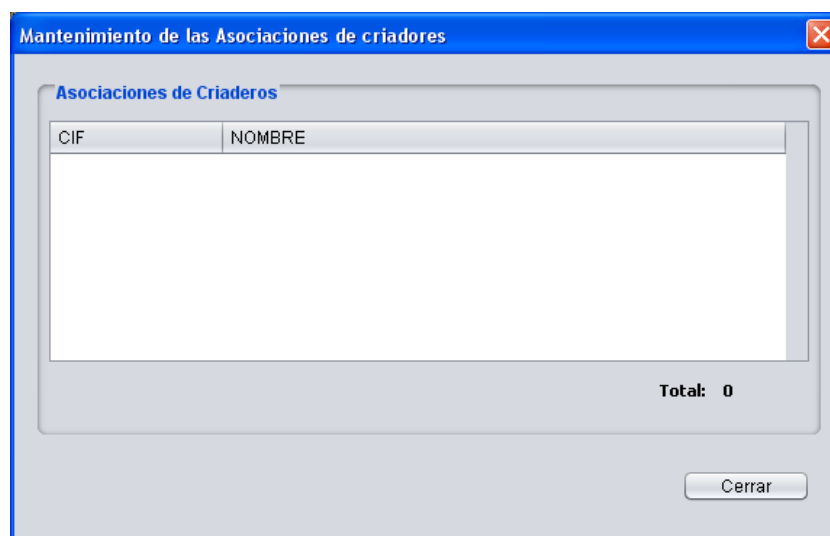 Mantenimiento de las Asociaciones de criadores
Asociaciones de Criaderos
CIF NOMBRE
Total: 0
Cerrar